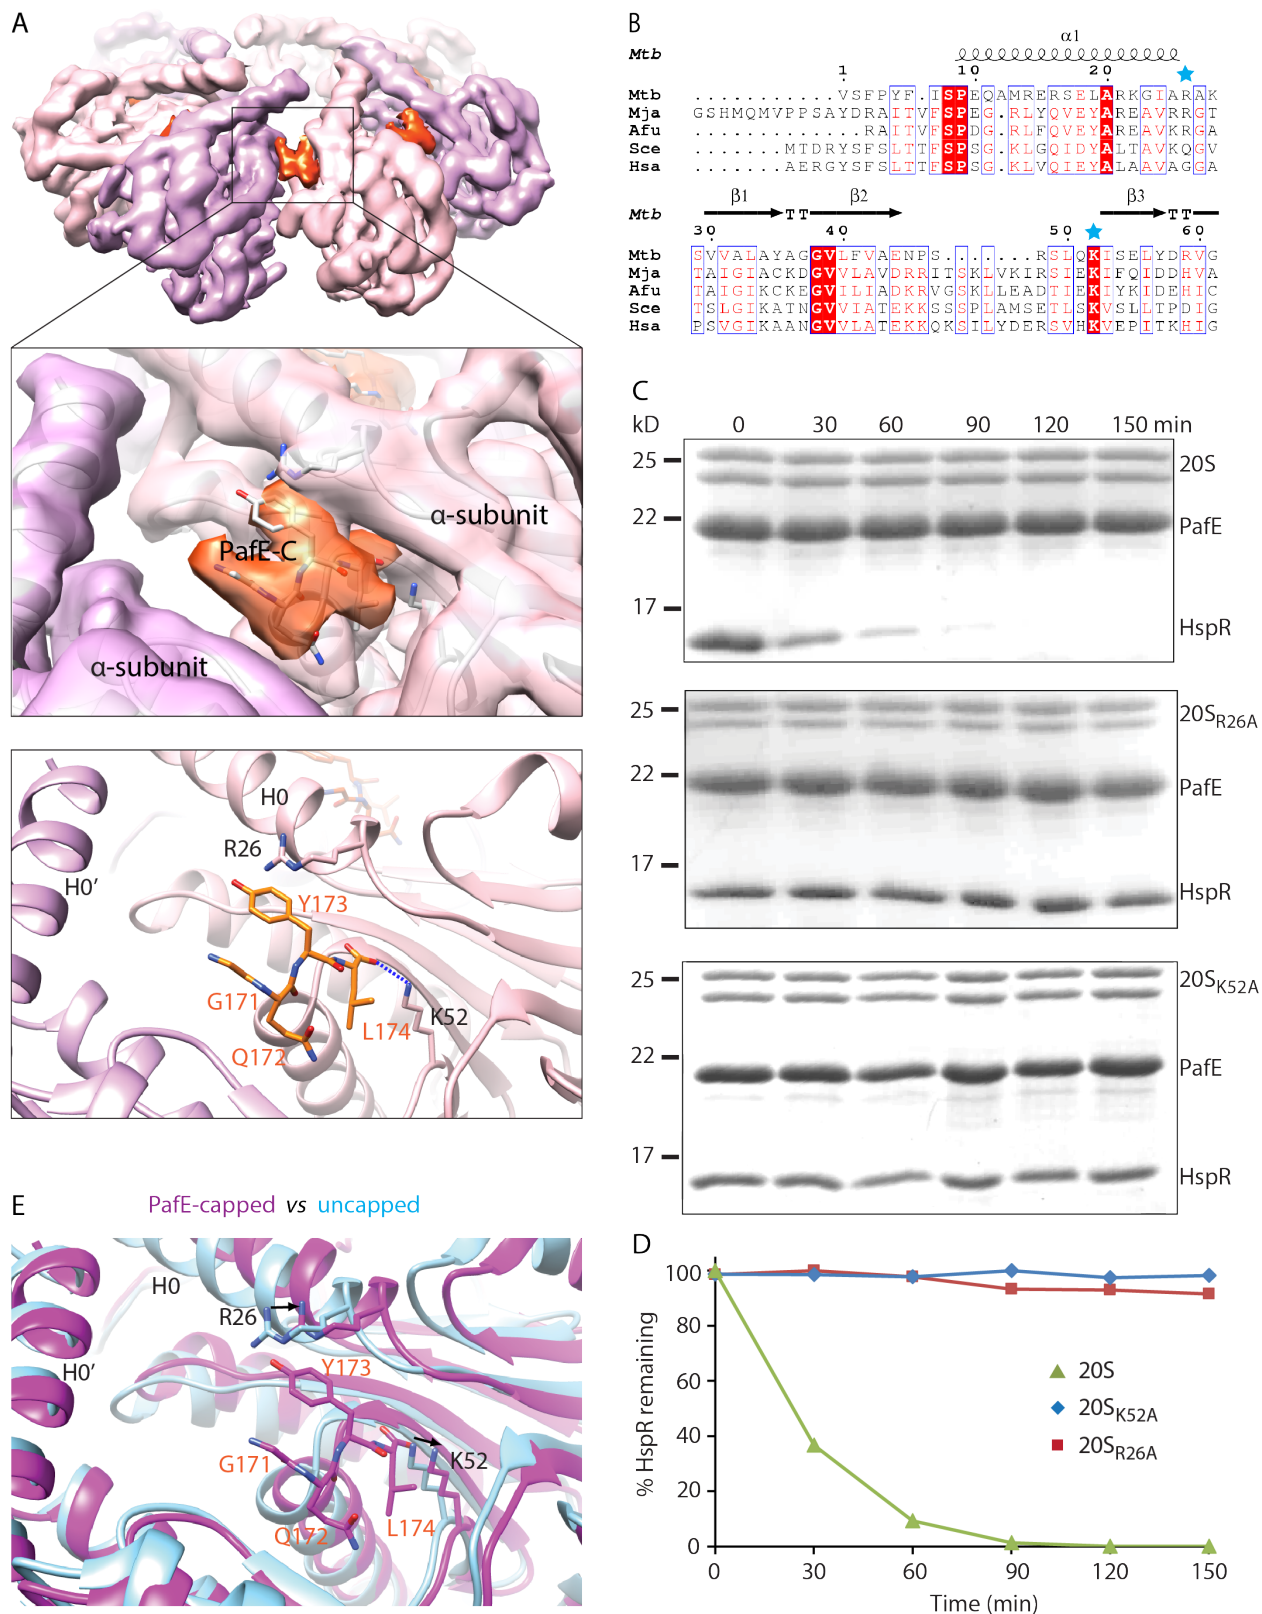 A
α-subunit
PafE-C
α-subunit
H0
R26
H0′
Y173
G171
K52
L174
Q172
E
PafE-capped vs uncapped
H0
R26
H0′
Y173
G171
K52
L174
Q172
B
α1
Mtb
1 10 20
Mtb ...........VSFPYF.ISPEQAMRERSELARKGIARAK
Mja GSHMQMVPPSAYDRAITVFSPEG.RLYQVEYAREAVRRGT
Afu .............RAITVFSPDG.RLFQVEYAREAVKRGA
Sce .......MTDRYSFSLTTFSPSG.KLGQIDYALTAVKQGV
Hsa .......AERGYSFSLTTFSPSG.KLVQIEYALAAVAGGA
β1 β2 β3
Mtb TT TT
30 40 50 60
Mtb SVVALAYAGGVLFVAENPS......RSLQKISELYDRVG
Mja TAIGIACKDGVVLAVDRRITSKLVKIRSIEKIFQIDDHVA
Afu TAIGIKCKEGVILIADKRVGSKLLEADTIEKIYKIDEHIC
Sce TSLGIKATNGVVIATEKKSSSPLAMSETLSKVSLLTPDIG
Hsa PSVGIKAANGVVLATEKKQKSILYDERSVHKVEPITKHIG
C
kD 0 30 60 90 120 150 min
25 20S
22 PafE
17
HspR
25 20SR26A
22 PafE
17
HspR
25 20SK52A
22 PafE
17
HspR
D
100
80
60
40
20
0
% HspR remaining
20S
20SK52A
20SR26A
0 30 60 90 120 150
Time (min)